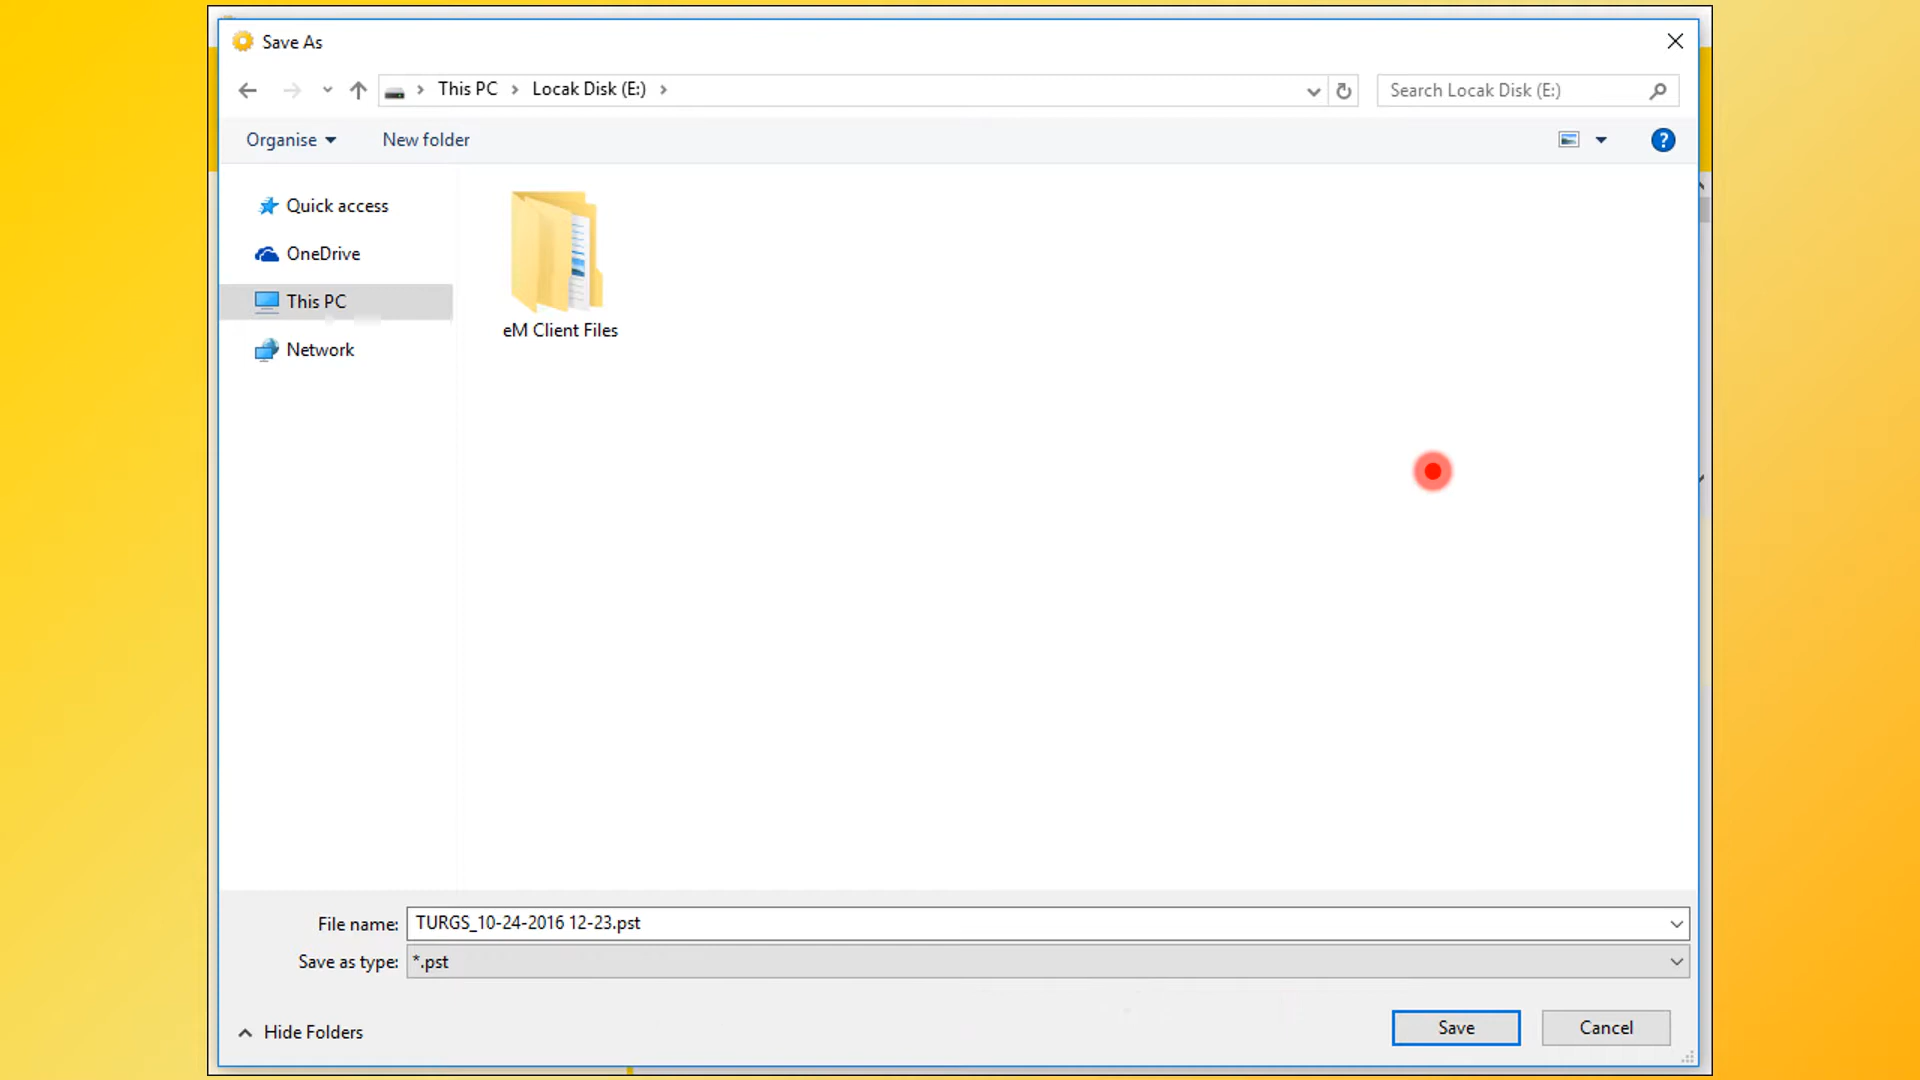 Save As
This PC
Locak Disk (E:)
Search Locak Disk (E:)
Organise
New folder
?
Quick access
OneDrive
This PC
Network
eM Client Files
File name: TURGS_10-24-2016 12-23.pst
Save as type: *.pst
Hide Folders
Save
Cancel